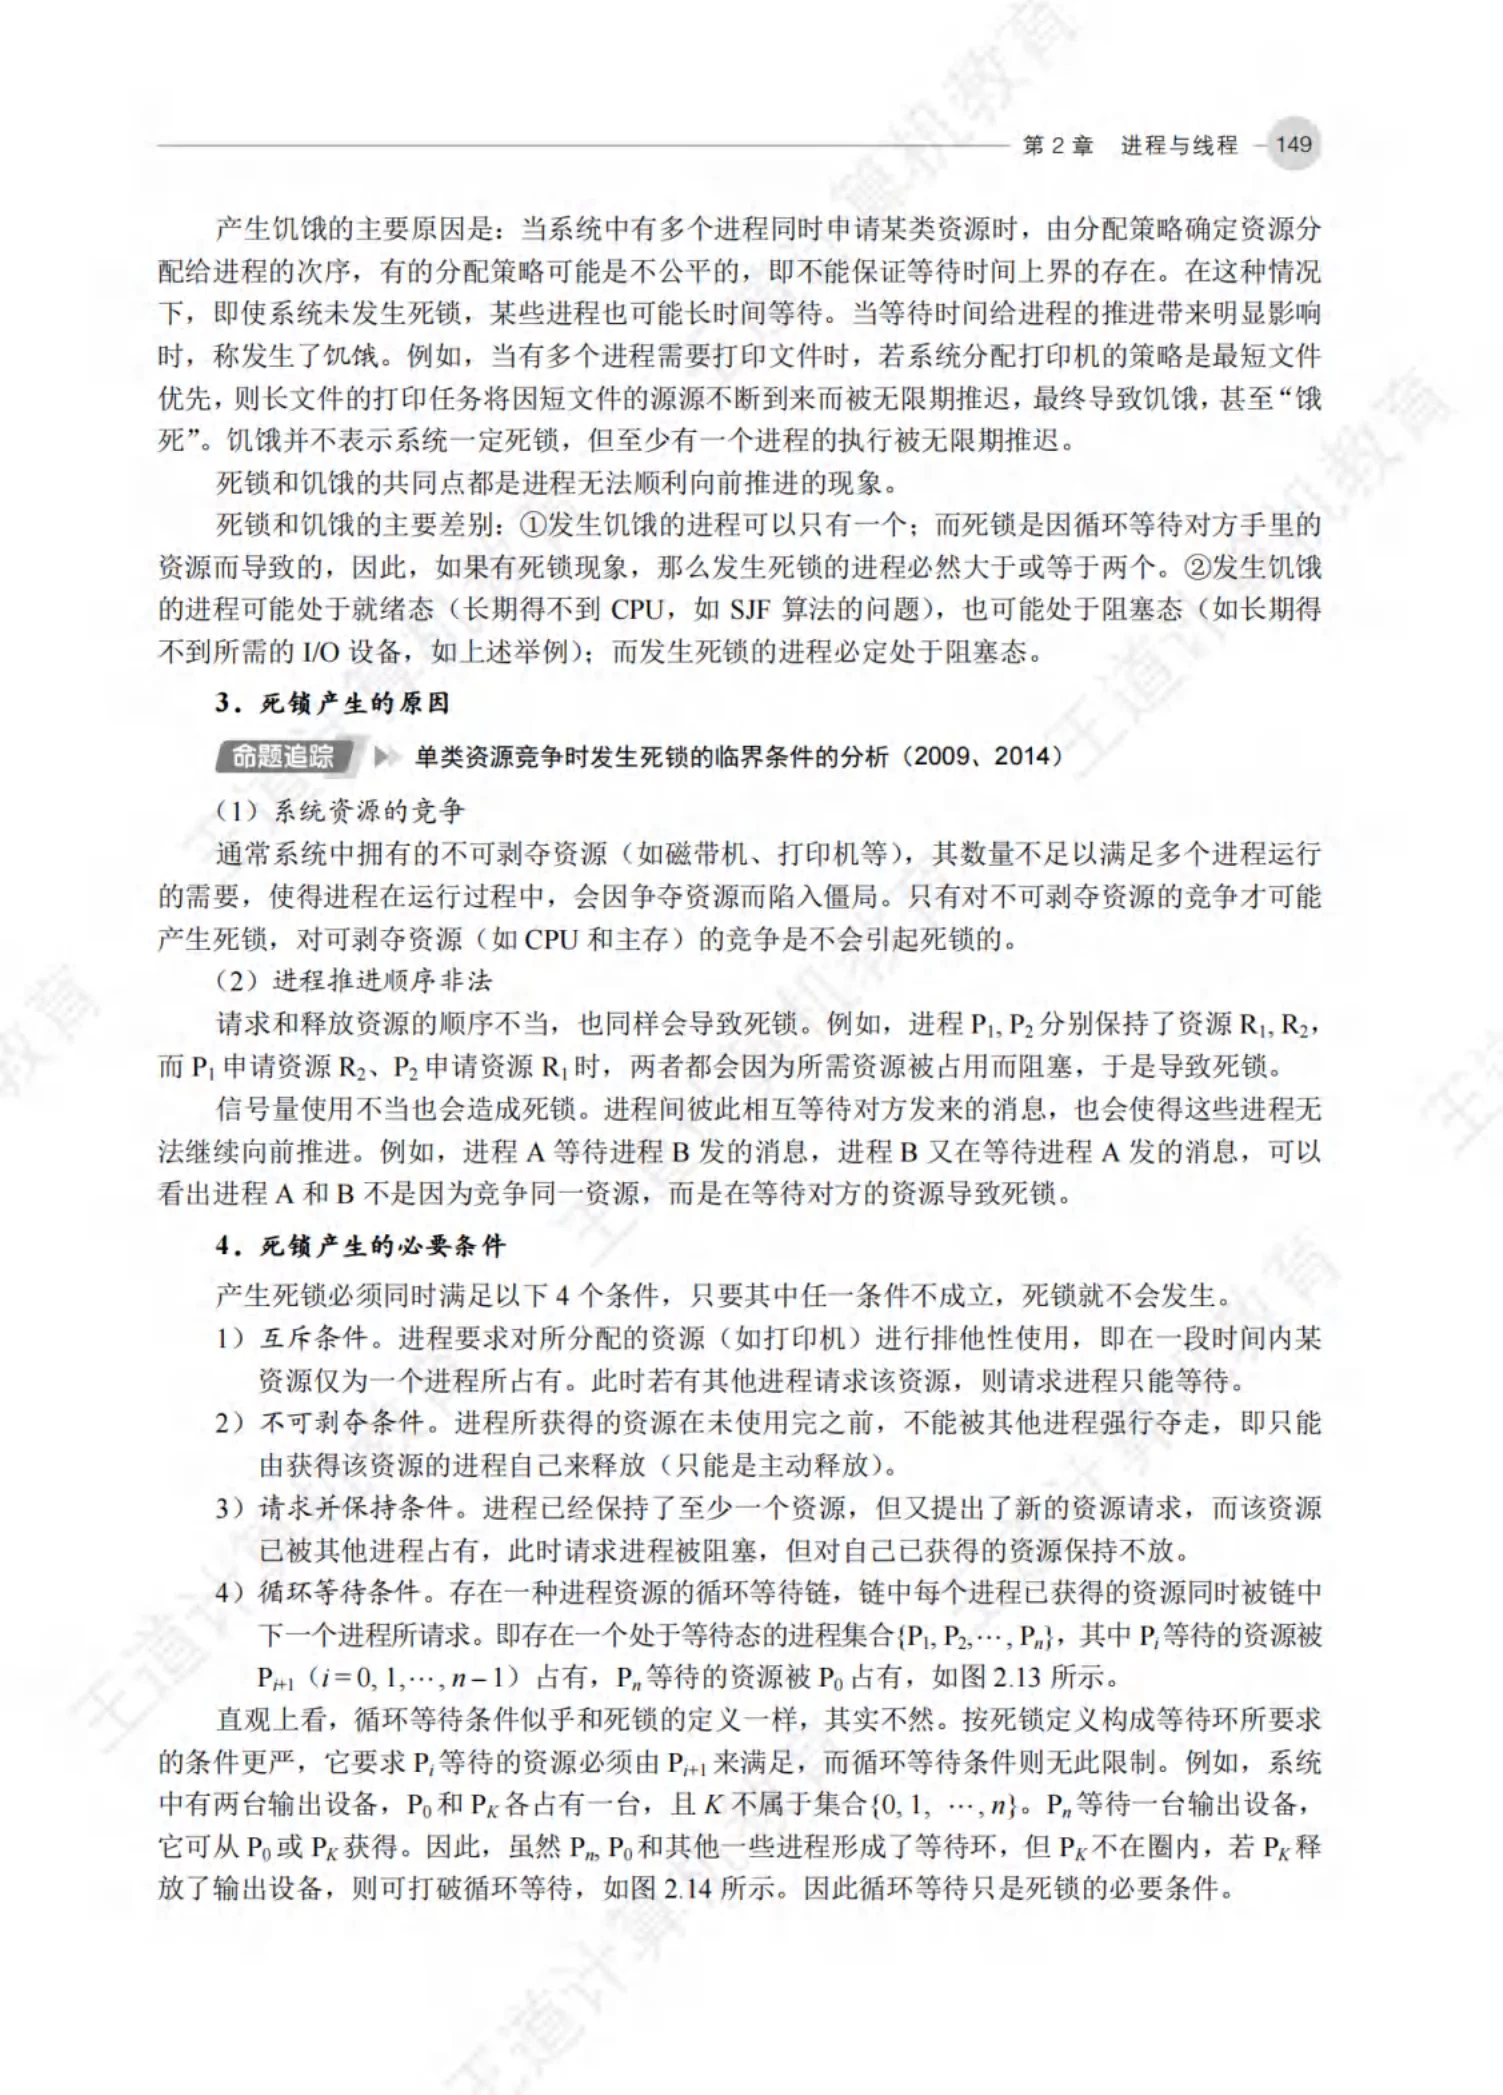 第 2 章 进程与线程 149
产生饥饿的主要原因是：当系统中有多个进程同时申请某类资源时，由分配策略确定资源分
配给进程的次序，有的分配策略可能是不公平的，即不能保证等待时间上界的存在。在这种情况
下，即使系统未发生死锁，某些进程也可能长时间等待。当等待时间给进程的推进带来明显影响
时，称发生了饥饿。例如，当有多个进程需要打印文件时，若系统分配打印机的策略是最短文件
优先，则长文件的打印任务将因短文件的源源不断到来而被无限期推迟，最终导致饥饿，甚至“饿
死”。饥饿并不表示系统一定死锁，但至少有一个进程的执行被无限期推迟。
死锁和饥饿的共同点都是进程无法顺利向前推进的现象。
死锁和饥饿的主要差别：①发生饥饿的进程可以只有一个；而死锁是因循环等待对方手里的
资源而导致的，因此，如果有死锁现象，那么发生死锁的进程必然大于或等于两个。②发生饥饿
的进程可能处于就绪态（长期得不到 CPU，如 SJF 算法的问题），也可能处于阻塞态（如长期得
不到所需的 I/O 设备，如上述举例）；而发生死锁的进程必定处于阻塞态。
3．死锁产生的原因
命题追踪 单类资源竞争时发生死锁的临界条件的分析（2009、2014）
（1）系统资源的竞争
通常系统中拥有的不可剥夺资源（如磁带机、打印机等），其数量不足以满足多个进程运行
的需要，使得进程在运行过程中，会因争夺资源而陷入僵局。只有对不可剥夺资源的竞争才可能
产生死锁，对可剥夺资源（如 CPU 和主存）的竞争是不会引起死锁的。
（2）进程推进顺序非法
请求和释放资源的顺序不当，也同样会导致死锁。例如，进程 P₁, P₂ 分别保持了资源 R₁, R₂，
而 P₁ 申请资源 R₂、P₂ 申请资源 R₁ 时，两者都会因为所需资源被占用而阻塞，于是导致死锁。
信号量使用不当也会造成死锁。进程间彼此相互等待对方发来的消息，也会使得这些进程无
法继续向前推进。例如，进程 A 等待进程 B 发的消息，进程 B 又在等待进程 A 发的消息，可以
看出进程 A 和 B 不是因为竞争同一资源，而是在等待对方的资源导致死锁。
4．死锁产生的必要条件
产生死锁必须同时满足以下 4 个条件，只要其中任一条件不成立，死锁就不会发生。
1）互斥条件。进程要求对所分配的资源（如打印机）进行排他性使用，即在一段时间内某
资源仅为一个进程所占有。此时若有其他进程请求该资源，则请求进程只能等待。
2）不可剥夺条件。进程所获得的资源在未使用完之前，不能被其他进程强行夺走，即只能
由获得该资源的进程自己来释放（只能是主动释放）。
3）请求并保持条件。进程已经保持了至少一个资源，但又提出了新的资源请求，而该资源
已被其他进程占有，此时请求进程被阻塞，但对自己已获得的资源保持不放。
4）循环等待条件。存在一种进程资源的循环等待链，链中每个进程已获得的资源同时被链中
下一个进程所请求。即存在一个处于等待态的进程集合{P₁, P₂,⋯, Pₙ}，其中 Pᵢ 等待的资源被
Pᵢ₊₁（i = 0, 1,⋯, n – 1）占有，Pₙ 等待的资源被 P₀ 占有，如图 2.13 所示。
直观上看，循环等待条件似乎和死锁的定义一样，其实不然。按死锁定义构成等待环所要求
的条件更严，它要求 Pᵢ 等待的资源必须由 Pᵢ₊₁ 来满足，而循环等待条件则无此限制。例如，系统
中有两台输出设备，P₀ 和 Pₖ 各占有一台，且 K 不属于集合{0, 1, ⋯, n}。Pₙ 等待一台输出设备，
它可从 P₀ 或 Pₖ 获得。因此，虽然 Pₙ, P₀ 和其他一些进程形成了等待环，但 Pₖ 不在圈内，若 Pₖ 释
放了输出设备，则可打破循环等待，如图 2.14 所示。因此循环等待只是死锁的必要条件。
王道计算机教育